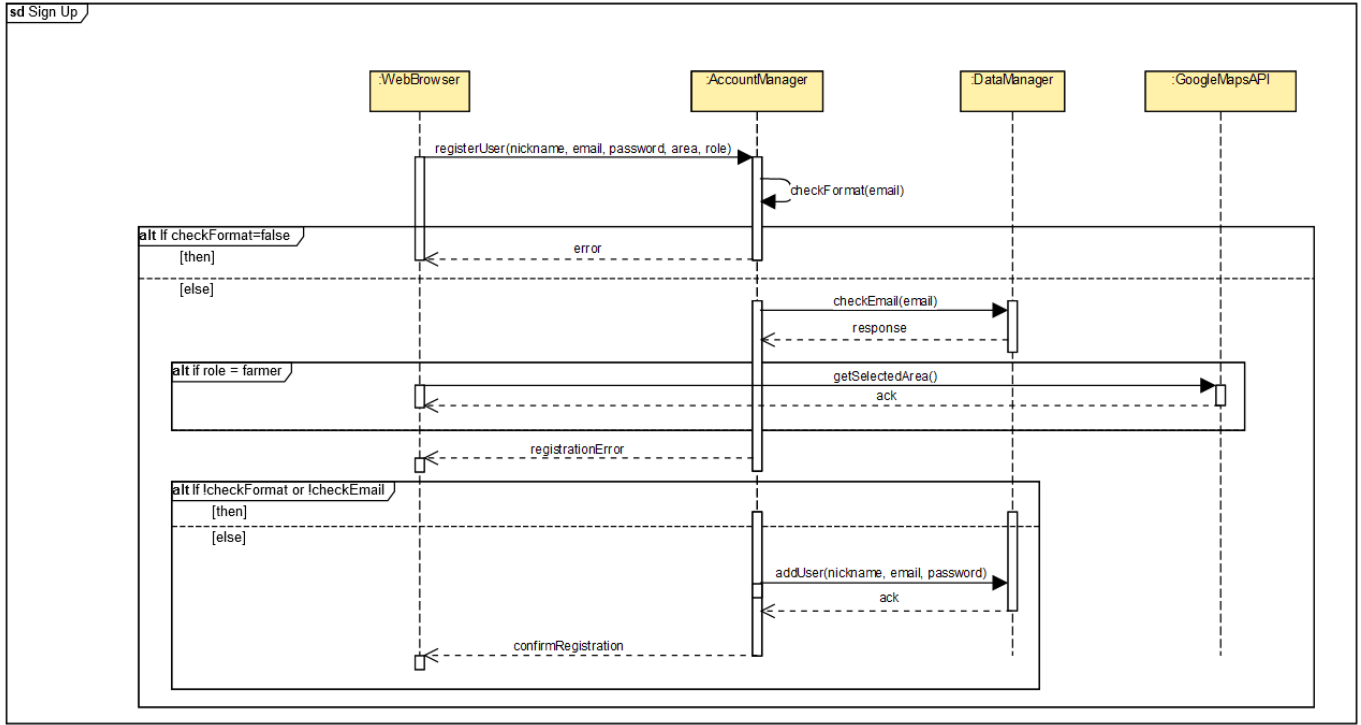 sd Sign Up
:WebBrowser
:AccountManager
:DataManager
:GoogleMapsAPI
registerUser(nickname, email, password, area, role)
checkFormat(email)
alt If checkFormat=false
error
[then]
[else]
checkEmail(email)
response
alt if role = farmer
getSelectedArea()
ack
registrationError
alt If !checkFormat or !checkEmail
[then]
[else]
addUser(nickname, email, password)
ack
confirmRegistration